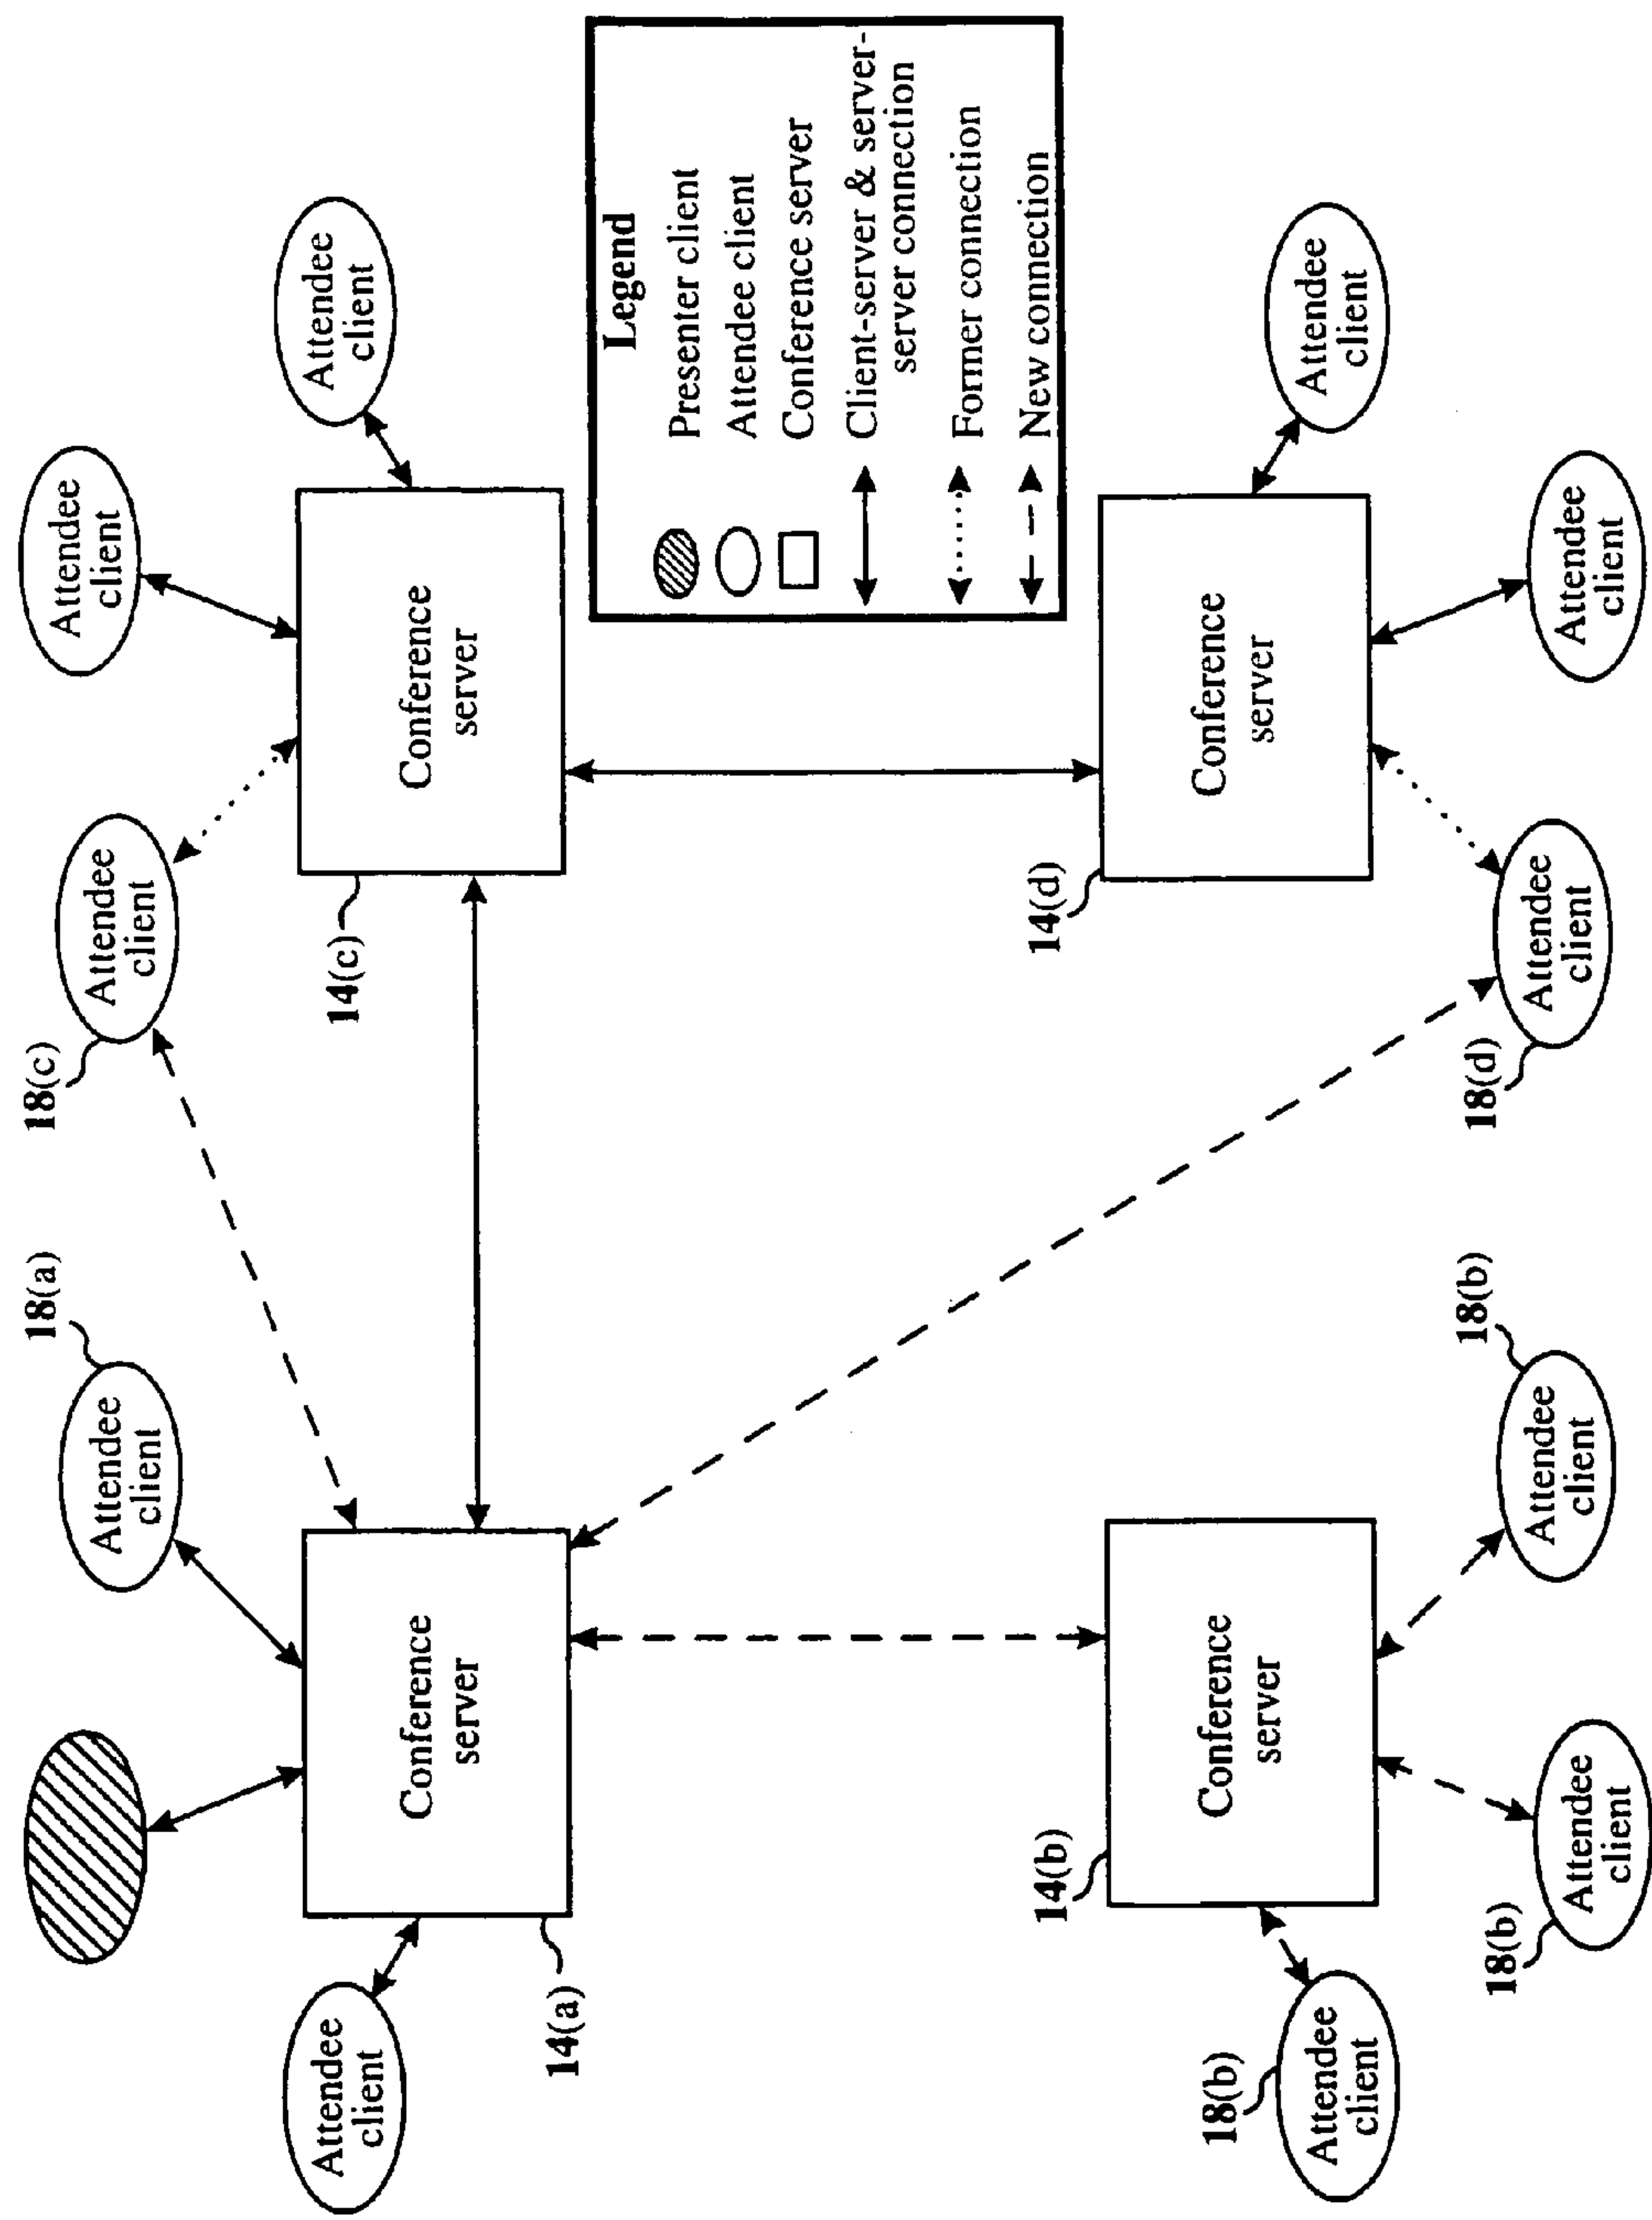 18(a)
18(c)
Attendee
client
Attendee
client
Attendee
client
Attendee
client
Conference
server
14(a)
14(c)
Conference
server
Attendee
client
Legend
Presenter client
Attendee client
Conference server
Client-server & server-
server connection
Former connection
New connection
14(b)
14(d)
Conference
server
Conference
server
18(b)
Attendee
client
Attendee
client
18(b)
18(b)
18(d)
Attendee
client
Attendee
client
Attendee
client
Attendee
client